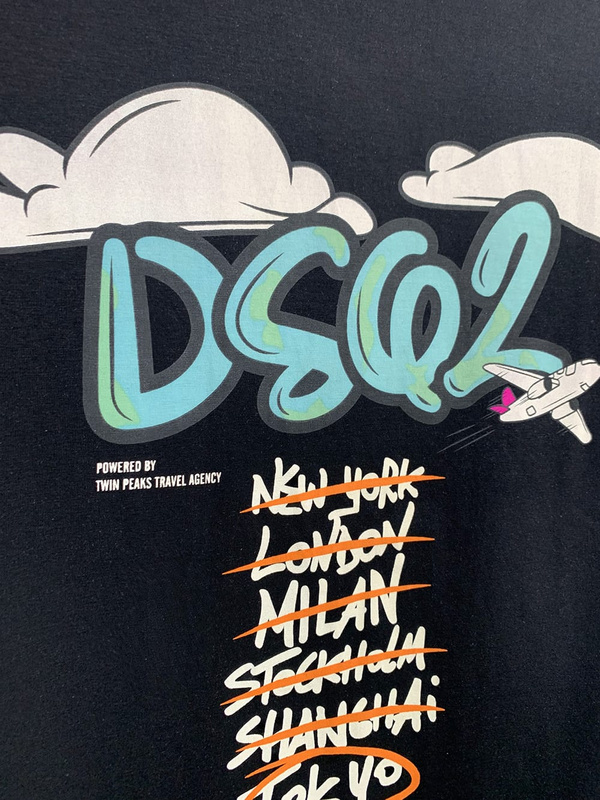 DSQ2
POWERED BY
TWIN PEAKS TRAVEL AGENCY
NEW YORK
LONDON
MILAN
STOCKHOLM
SHANGHAi
TOKYO